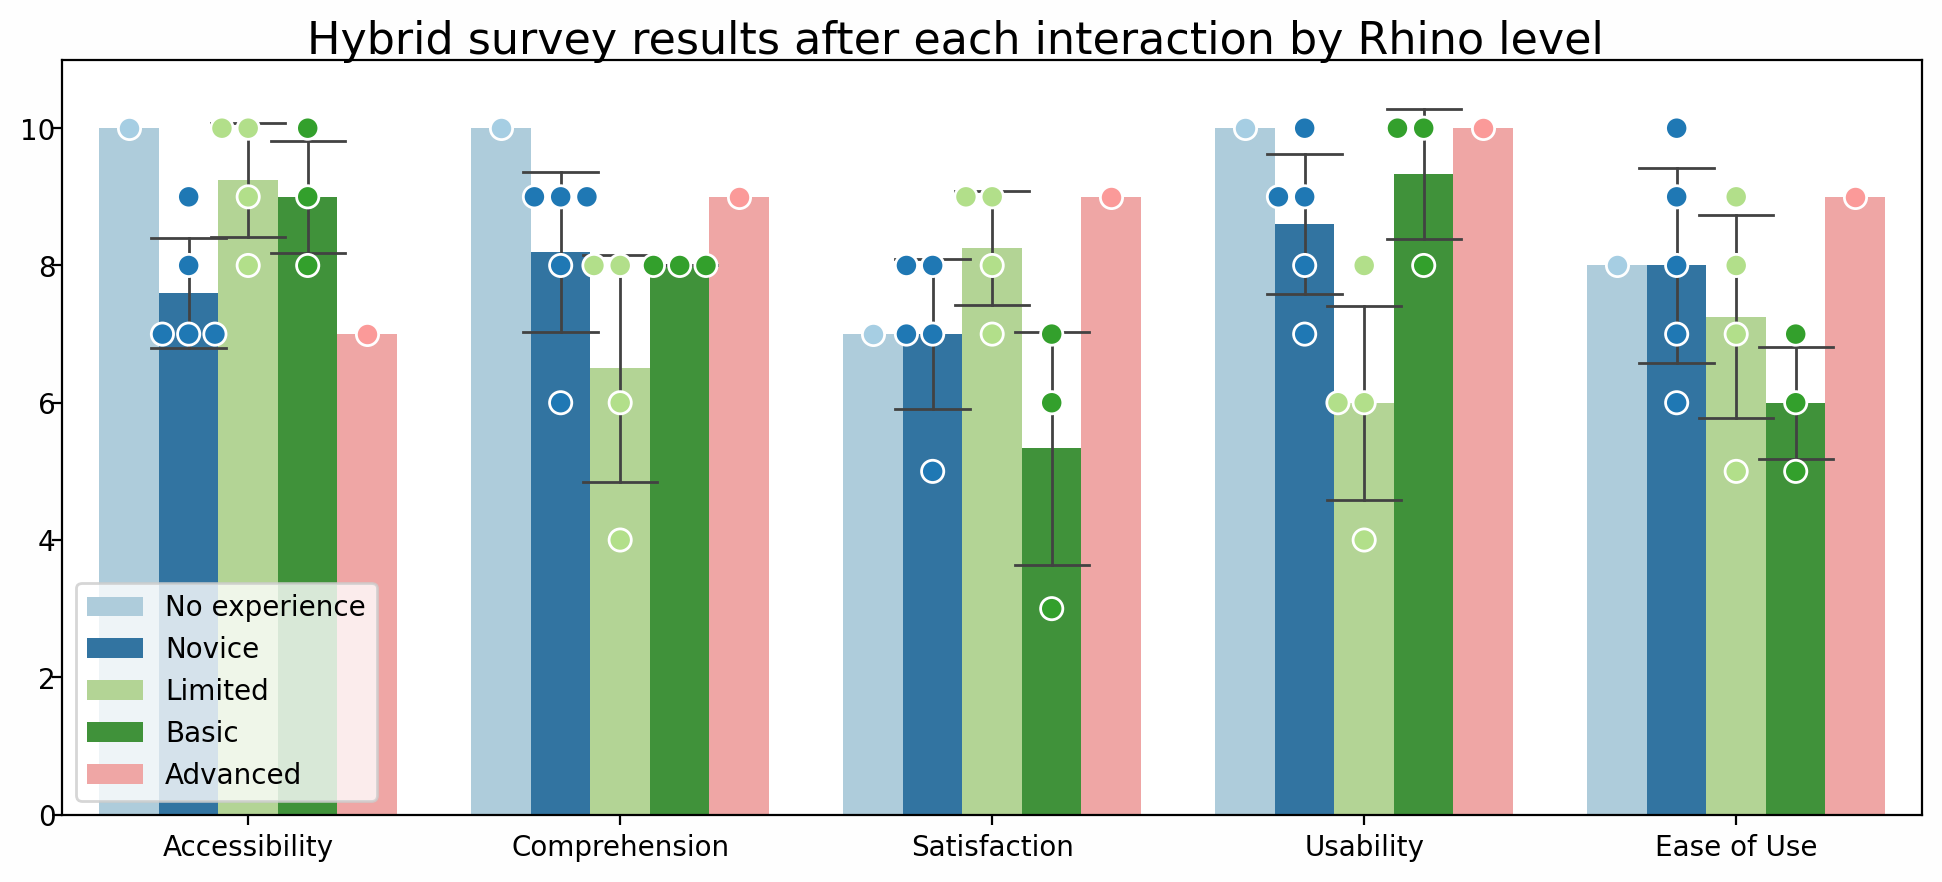 Hybrid survey results after each interaction by Rhino level
10
8
6
4
2
0
No experience
Novice
Limited
Basic
Advanced
Accessibility Comprehension Satisfaction Usability Ease of Use